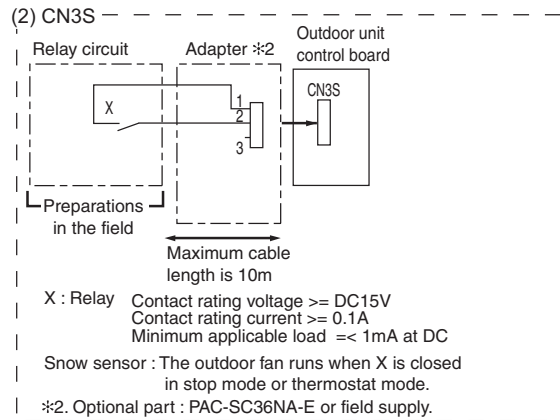 (2) CN3S
Relay circuit
Adapter ※2
Outdoor unit
control board
CN3S
X
1
2
3
Preparations
in the field
Maximum cable
length is 10m
X : Relay
Contact rating voltage >= DC15V
Contact rating current >= 0.1A
Minimum applicable load =< 1mA at DC
Snow sensor : The outdoor fan runs when X is closed
in stop mode or thermostat mode.
※2. Optional part : PAC-SC36NA-E or field supply.